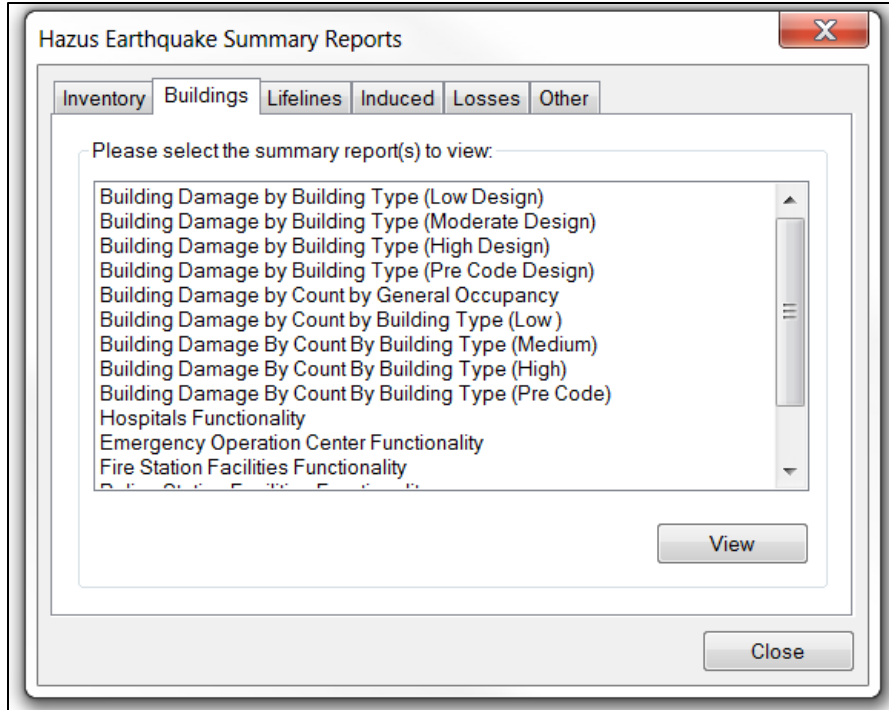 Hazus Earthquake Summary Reports
X
Inventory Buildings Lifelines Induced Losses Other
Please select the summary report(s) to view:
Building Damage by Building Type (Low Design)
Building Damage by Building Type (Moderate Design)
Building Damage by Building Type (High Design)
Building Damage by Building Type (Pre Code Design)
Building Damage by Count by General Occupancy
Building Damage by Count by Building Type (Low)
Building Damage By Count By Building Type (Medium)
Building Damage By Count By Building Type (High)
Building Damage By Count By Building Type (Pre Code)
Hospitals Functionality
Emergency Operation Center Functionality
Fire Station Facilities Functionality
View
Close